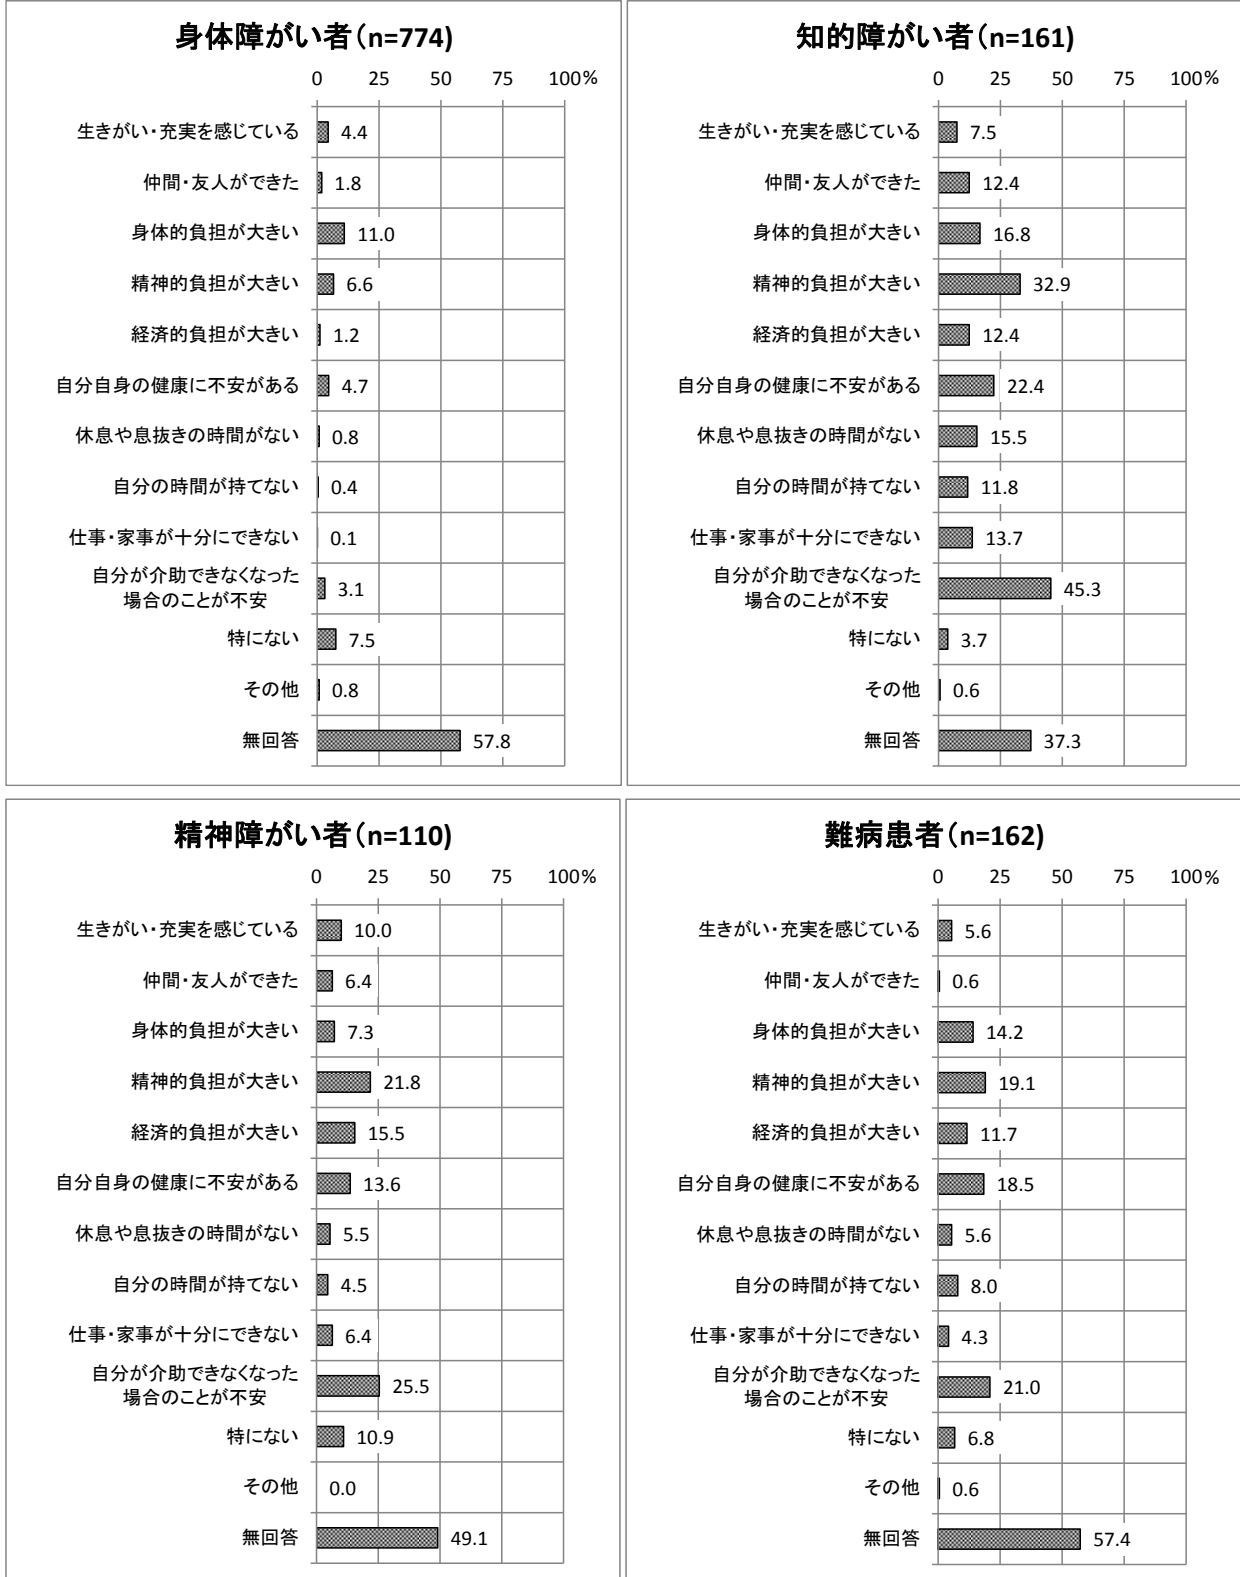 身体障がい者(n=774)
0 25 50 75 100%
生きがい・充実を感じている 4.4
仲間・友人ができた 1.8
身体的負担が大きい 11.0
精神的負担が大きい 6.6
経済的負担が大きい 1.2
自分自身の健康に不安がある 4.7
休息や息抜きの時間がない 0.8
自分の時間が持てない 0.4
仕事・家事が十分にできない 0.1
自分が介助できなくなった
場合のことが不安 3.1
特にない 7.5
その他 0.8
無回答 57.8
知的障がい者(n=161)
0 25 50 75 100%
生きがい・充実を感じている 7.5
仲間・友人ができた 12.4
身体的負担が大きい 16.8
精神的負担が大きい 32.9
経済的負担が大きい 12.4
自分自身の健康に不安がある 22.4
休息や息抜きの時間がない 15.5
自分の時間が持てない 11.8
仕事・家事が十分にできない 13.7
自分が介助できなくなった
場合のことが不安 45.3
特にない 3.7
その他 0.6
無回答 37.3
精神障がい者(n=110)
0 25 50 75 100%
生きがい・充実を感じている 10.0
仲間・友人ができた 6.4
身体的負担が大きい 7.3
精神的負担が大きい 21.8
経済的負担が大きい 15.5
自分自身の健康に不安がある 13.6
休息や息抜きの時間がない 5.5
自分の時間が持てない 4.5
仕事・家事が十分にできない 6.4
自分が介助できなくなった
場合のことが不安 25.5
特にない 10.9
その他 0.0
無回答 49.1
難病患者(n=162)
0 25 50 75 100%
生きがい・充実を感じている 5.6
仲間・友人ができた 0.6
身体的負担が大きい 14.2
精神的負担が大きい 19.1
経済的負担が大きい 11.7
自分自身の健康に不安がある 18.5
休息や息抜きの時間がない 5.6
自分の時間が持てない 8.0
仕事・家事が十分にできない 4.3
自分が介助できなくなった
場合のことが不安 21.0
特にない 6.8
その他 0.6
無回答 57.4